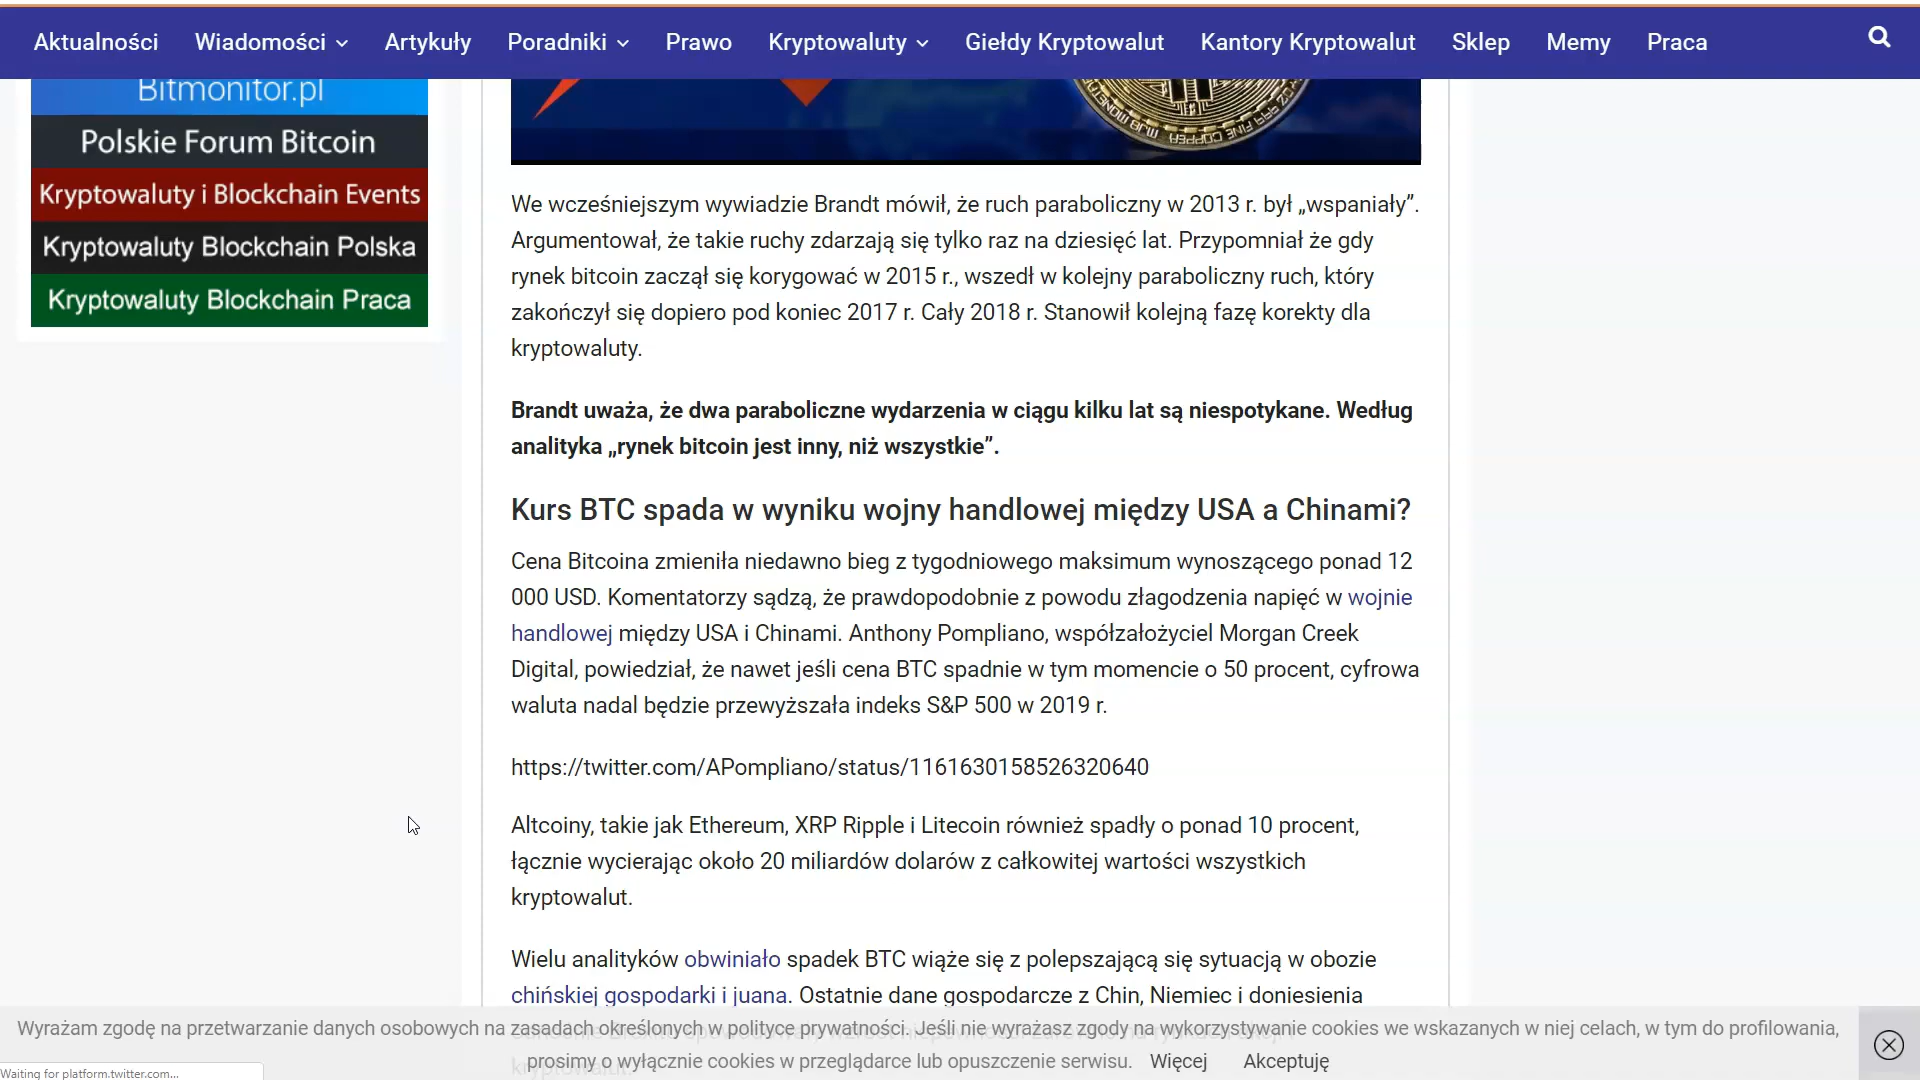 Aktualności Wiadomości Artykuły Poradniki Prawo Kryptowaluty Giełdy Kryptowalut Kantory Kryptowalut Sklep Memy Praca
Bitmonitor.pl
Polskie Forum Bitcoin
Kryptowaluty i Blockchain Events
Kryptowaluty Blockchain Polska
Kryptowaluty Blockchain Praca
We wcześniejszym wywiadzie Brandt mówił, że ruch paraboliczny w 2013 r. był „wspaniały”.
Argumentował, że takie ruchy zdarzają się tylko raz na dziesięć lat. Przypomniał że gdy
rynek bitcoin zaczął się korygować w 2015 r., wszedł w kolejny paraboliczny ruch, który
zakończył się dopiero pod koniec 2017 r. Cały 2018 r. Stanowił kolejną fazę korekty dla
kryptowaluty.
Brandt uważa, że dwa paraboliczne wydarzenia w ciągu kilku lat są niespotykane. Według
analityka „rynek bitcoin jest inny, niż wszystkie”.
Kurs BTC spada w wyniku wojny handlowej między USA a Chinami?
Cena Bitcoina zmieniła niedawno bieg z tygodniowego maksimum wynoszącego ponad 12
000 USD. Komentatorzy sądzą, że prawdopodobnie z powodu złagodzenia napięć w wojnie
handlowej między USA i Chinami. Anthony Pompliano, współzałożyciel Morgan Creek
Digital, powiedział, że nawet jeśli cena BTC spadnie w tym momencie o 50 procent, cyfrowa
waluta nadal będzie przewyższała indeks S&P 500 w 2019 r.
https://twitter.com/APompliano/status/1161630158526320640
Altcoiny, takie jak Ethereum, XRP Ripple i Litecoin również spadły o ponad 10 procent,
łącznie wycierając około 20 miliardów dolarów z całkowitej wartości wszystkich
kryptowalut.
Wielu analityków obwiniało spadek BTC wiąże się z polepszającą się sytuacją w obozie
chińskiej gospodarki i juana. Ostatnie dane gospodarcze z Chin, Niemiec i doniesienia
Wyrażam zgodę na przetwarzanie danych osobowych na zasadach określonych w polityce prywatności. Jeśli nie wyrażasz zgody na wykorzystywanie cookies we wskazanych w niej celach, w tym do profilowania,
prosimy o wyłącznie cookies w przeglądarce lub opuszczenie serwisu. Więcej Akceptuję
Waiting for platform.twitter.com...